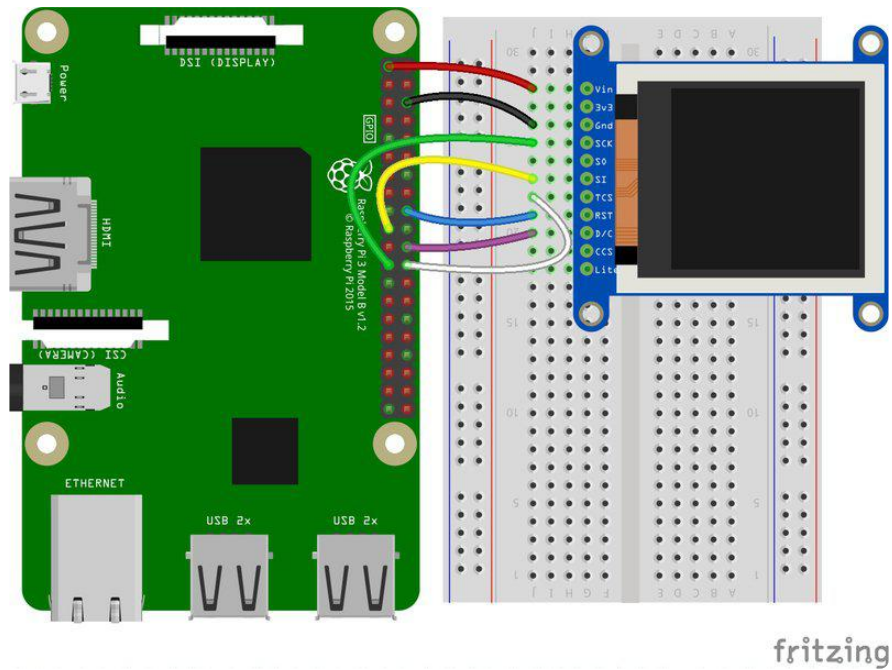 DSI (DISPLAY)
Power
GPIO
HDMI
Raspberry Pi 3 Model B v1.2
© Raspberry Pi 2015
CSI (CAMERA)
Audio
ETHERNET
USB 2x
USB 2x
J I H G F E D C B A
30 30
20
15 15
10 10
5 5
1 1
J I H G F E D C B A
Vin
3v3
Gnd
SCK
SO
SI
TCS
RST
D/C
CCS
Lite
fritzing